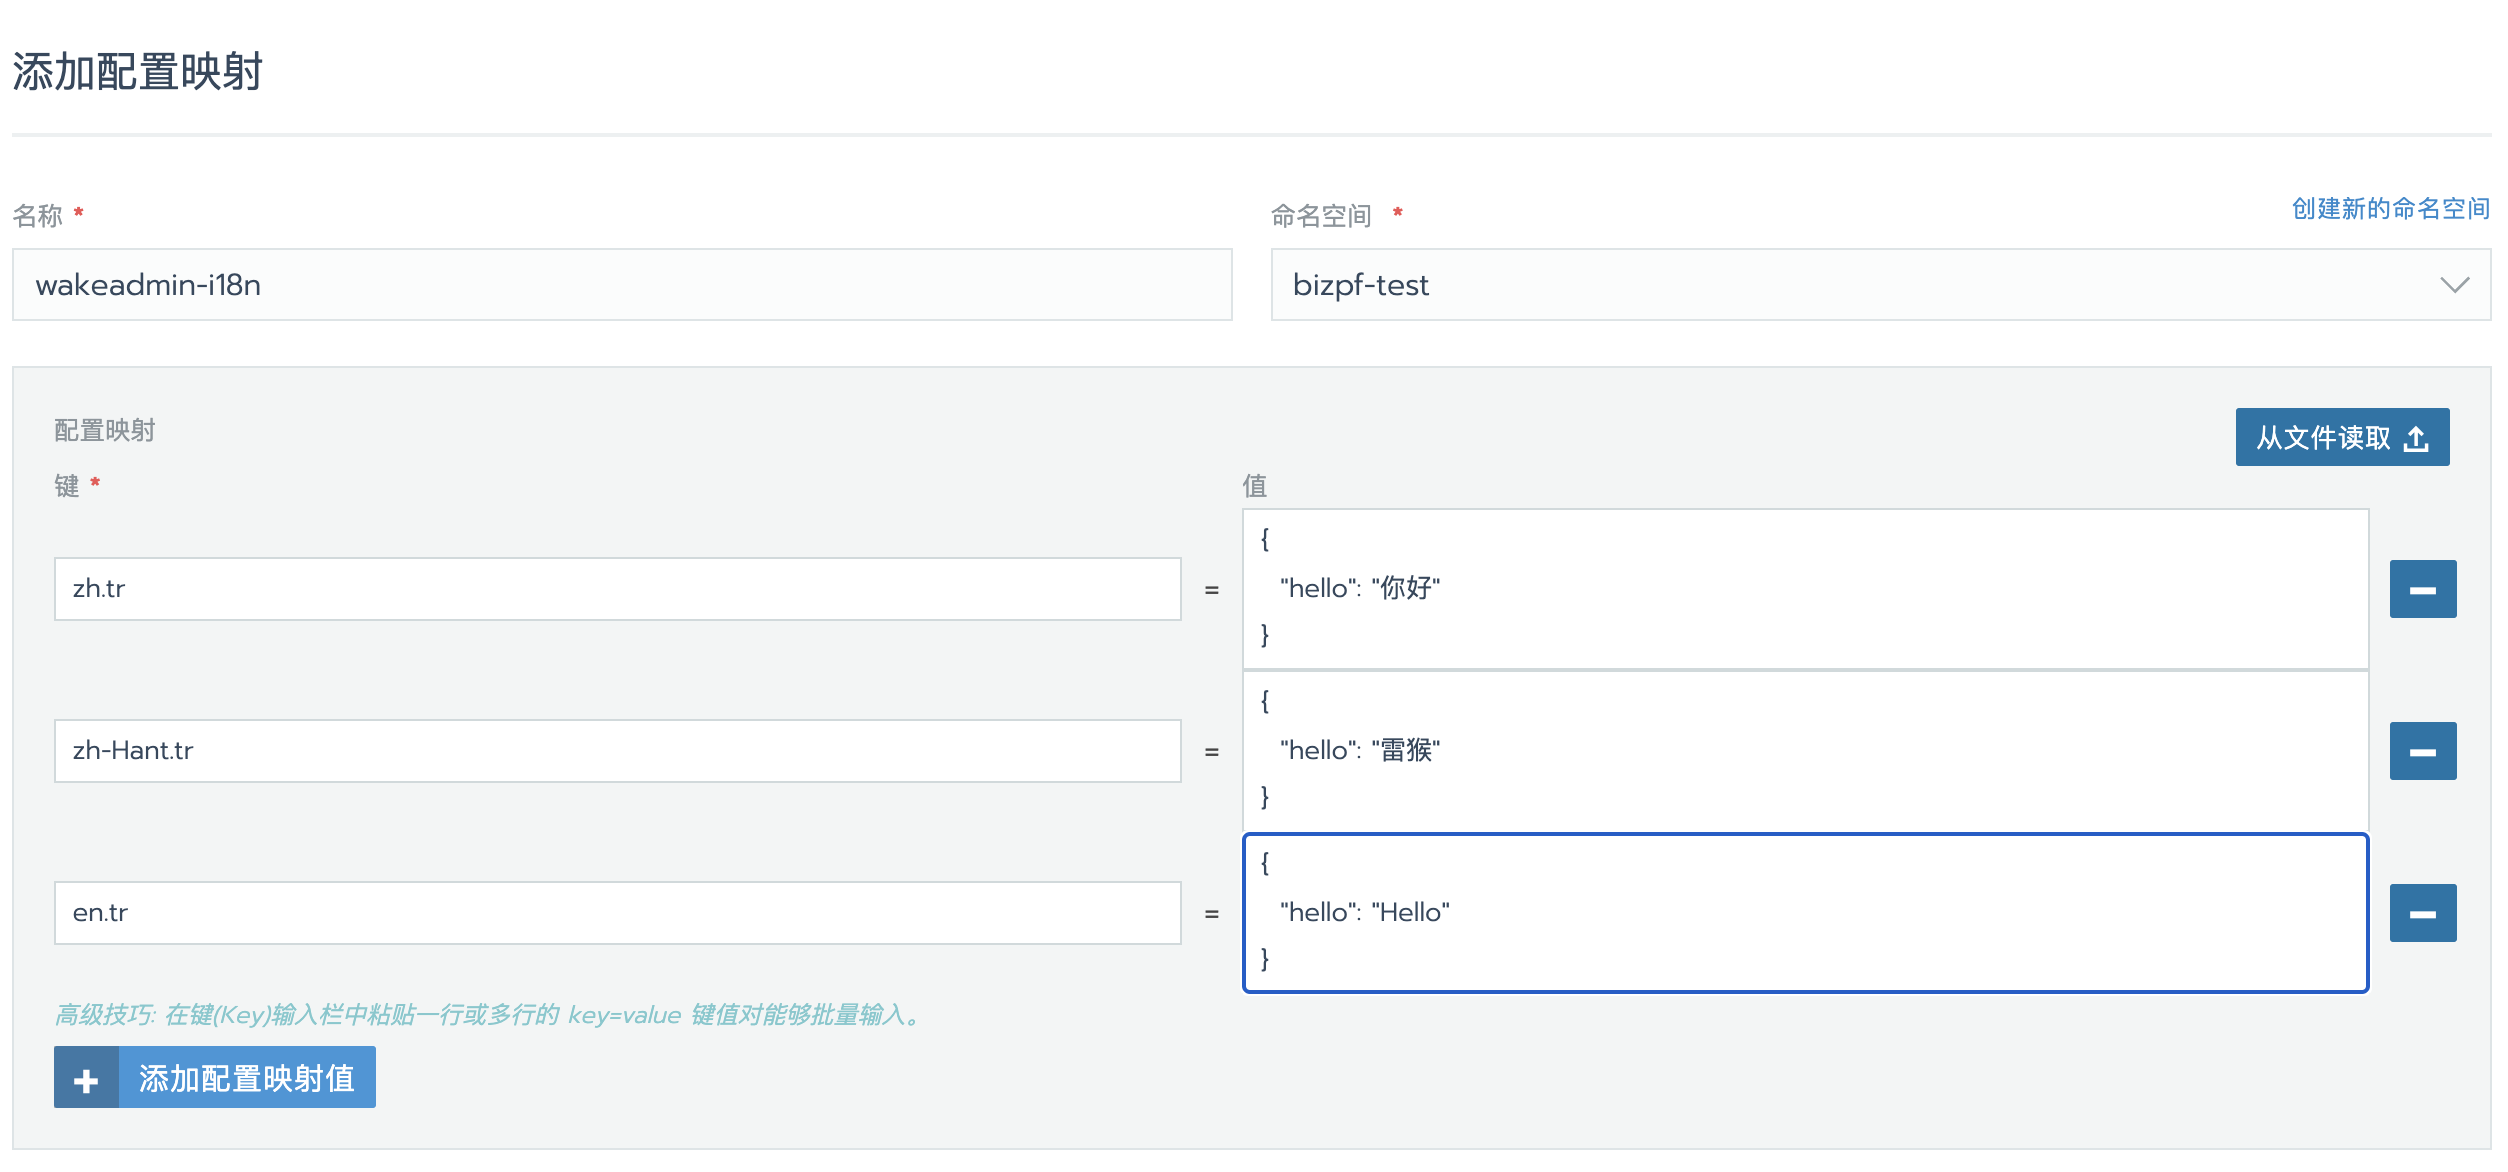 添加配置映射
名称 *
命名空间 *
创建新的命名空间
wakeadmin-i18n
bizpf-test
配置映射
从文件读取
键 *
值
zh.tr
=
{
"hello": "你好"
}
zh-Hant.tr
=
{
"hello": "雷猴"
}
en.tr
=
{
"hello": "Hello"
}
高级技巧: 在键(Key)输入栏中粘贴一行或多行的 key=value 键值对能够批量输入。
添加配置映射值